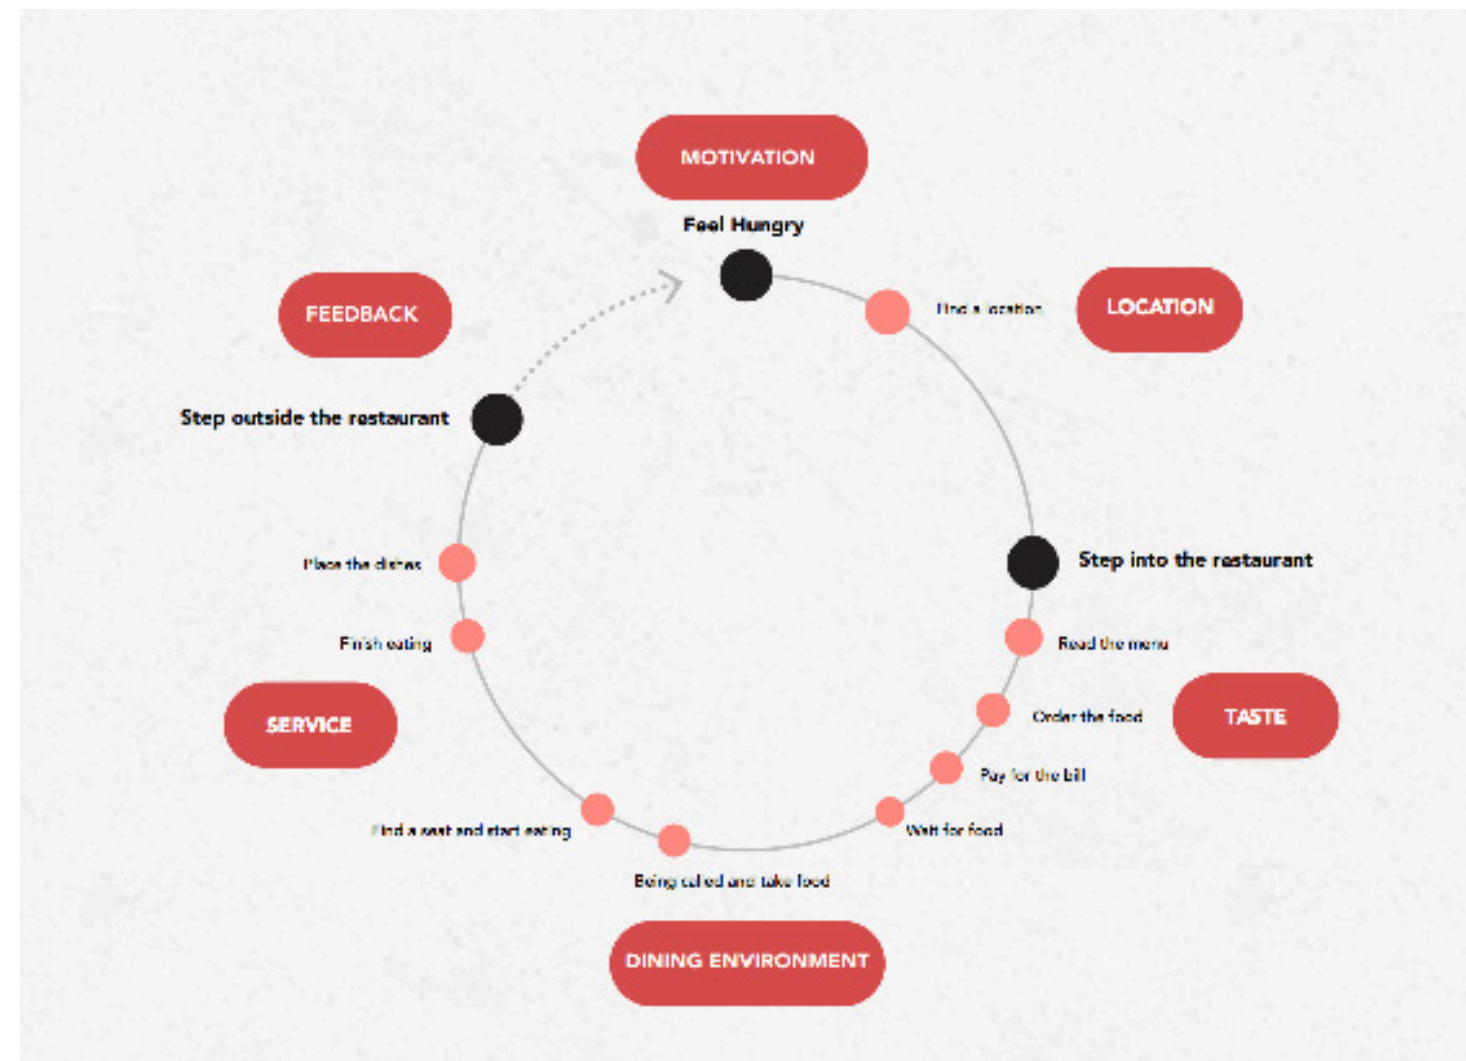 MOTIVATION
Feel Hungry
Find a location
LOCATION
Step into the restaurant
Read the menu
Order the food
TASTE
Pay for the bill
Wait for food
Being called and take food
DINING ENVIRONMENT
Find a seat and start eating
SERVICE
Finish eating
Place the dishes
Step outside the restaurant
FEEDBACK